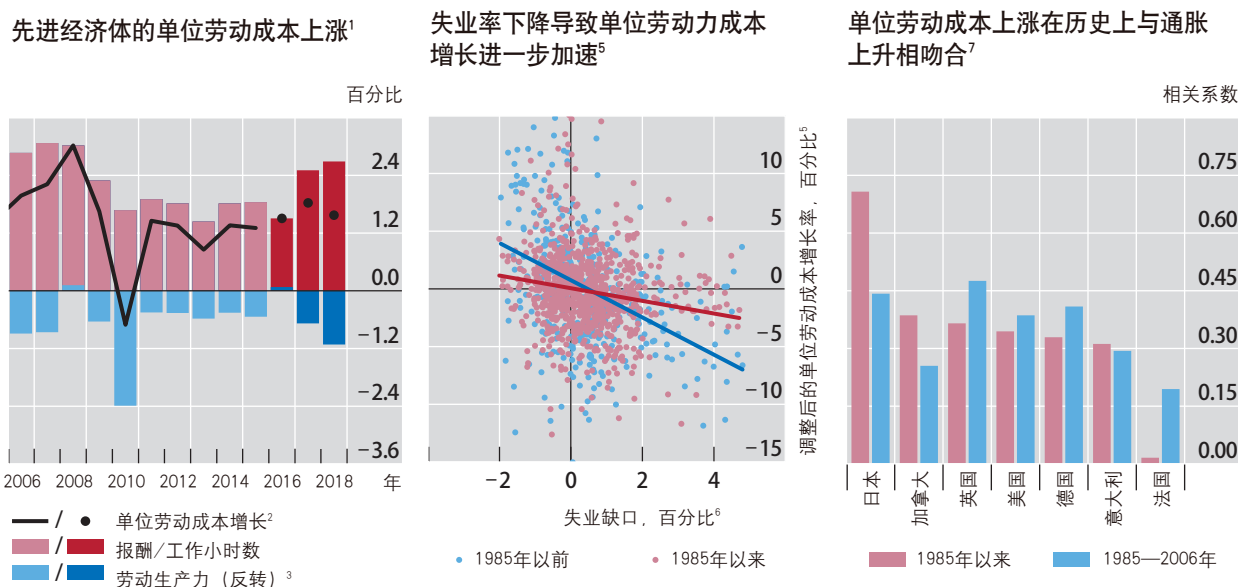 先进经济体的单位劳动成本上涨¹
百分比
2.4
1.2
0.0
−1.2
−2.4
−3.6
2006 2008 2010 2012 2014 2016 2018 年
/ 单位劳动成本增长²
/ 报酬/工作小时数
/ 劳动生产力（反转）³
失业率下降导致单位劳动力成本
增长进一步加速⁵
10
5
0
−5
−10
−15
调整后的单位劳动成本增长率，百分比⁵
−2 0 2 4
失业缺口，百分比⁶
1985年以前 1985年以来
单位劳动成本上涨在历史上与通胀
上升相吻合⁷
相关系数
0.75
0.60
0.45
0.30
0.15
0.00
日本 加拿大 英国 美国 德国 意大利 法国
1985年以来 1985—2006年